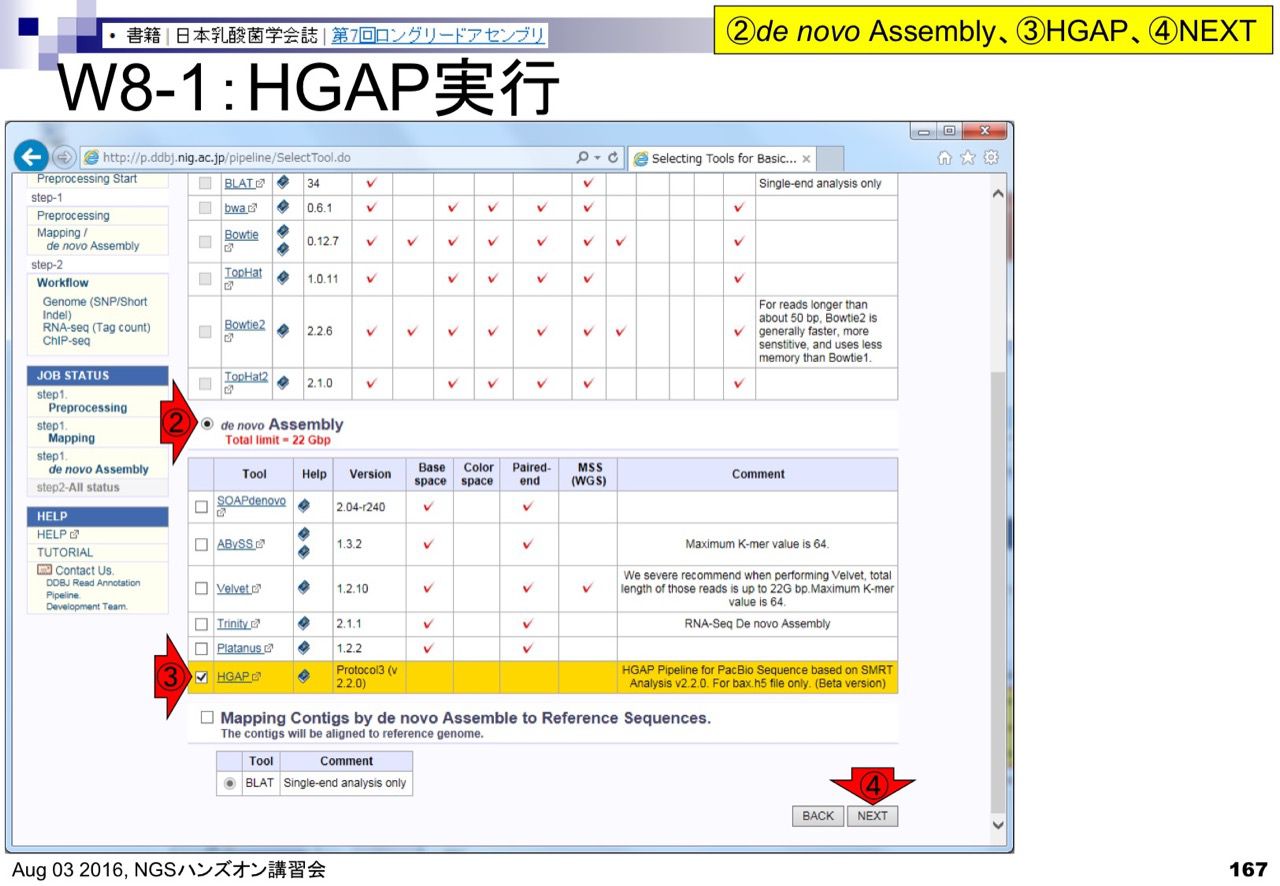 • 書籍 | 日本乳酸菌学会誌 | 第7回ロングリードアセンブリ
②de novo Assembly、③HGAP、④NEXT
W8-1：HGAP実行
http://p.ddbj.nig.ac.jp/pipeline/SelectTool.do
Selecting Tools for Basic...
Preprocessing Start
step-1
Preprocessing
Mapping /
de novo Assembly
step-2
Workflow
Genome (SNP/Short
Indel)
RNA-seq (Tag count)
ChIP-seq
JOB STATUS
step1.
Preprocessing
step1.
Mapping
step1.
de novo Assembly
step2-All status
HELP
HELP
TUTORIAL
Contact Us.
DDBJ Read Annotation
Pipeline.
Development Team.
BLAT 34 ✓ ✓ Single-end analysis only
bwa 0.6.1 ✓ ✓ ✓ ✓ ✓ ✓
Bowtie 0.12.7 ✓ ✓ ✓ ✓ ✓ ✓ ✓ ✓
TopHat 1.0.11 ✓ ✓ ✓ ✓ ✓ ✓
Bowtie2 2.2.6 ✓ ✓ ✓ ✓ ✓ ✓ ✓ ✓
For reads longer than
about 50 bp, Bowtie2 is
generally faster, more
senstitive, and uses less
memory than Bowtie1.
TopHat2 2.1.0 ✓ ✓ ✓ ✓ ✓ ✓
② de novo Assembly
Total limit = 22 Gbp
Tool Help Version Base space Color space Paired-end MSS (WGS) Comment
SOAPdenovo 2.04-r240 ✓ ✓
ABySS 1.3.2 ✓ ✓ Maximum K-mer value is 64.
Velvet 1.2.10 ✓ ✓ ✓
We severe recommend when performing Velvet, total
length of those reads is up to 22G bp.Maximum K-mer
value is 64.
Trinity 2.1.1 ✓ ✓ RNA-Seq De novo Assembly
Platanus 1.2.2 ✓ ✓
③ HGAP Protocol3 (v
2.2.0)
HGAP Pipeline for PacBio Sequence based on SMRT
Analysis v2.2.0. For bax.h5 file only. (Beta version)
Mapping Contigs by de novo Assemble to Reference Sequences.
The contigs will be aligned to reference genome.
Tool Comment
BLAT Single-end analysis only
④
BACK NEXT
Aug 03 2016, NGSハンズオン講習会
167